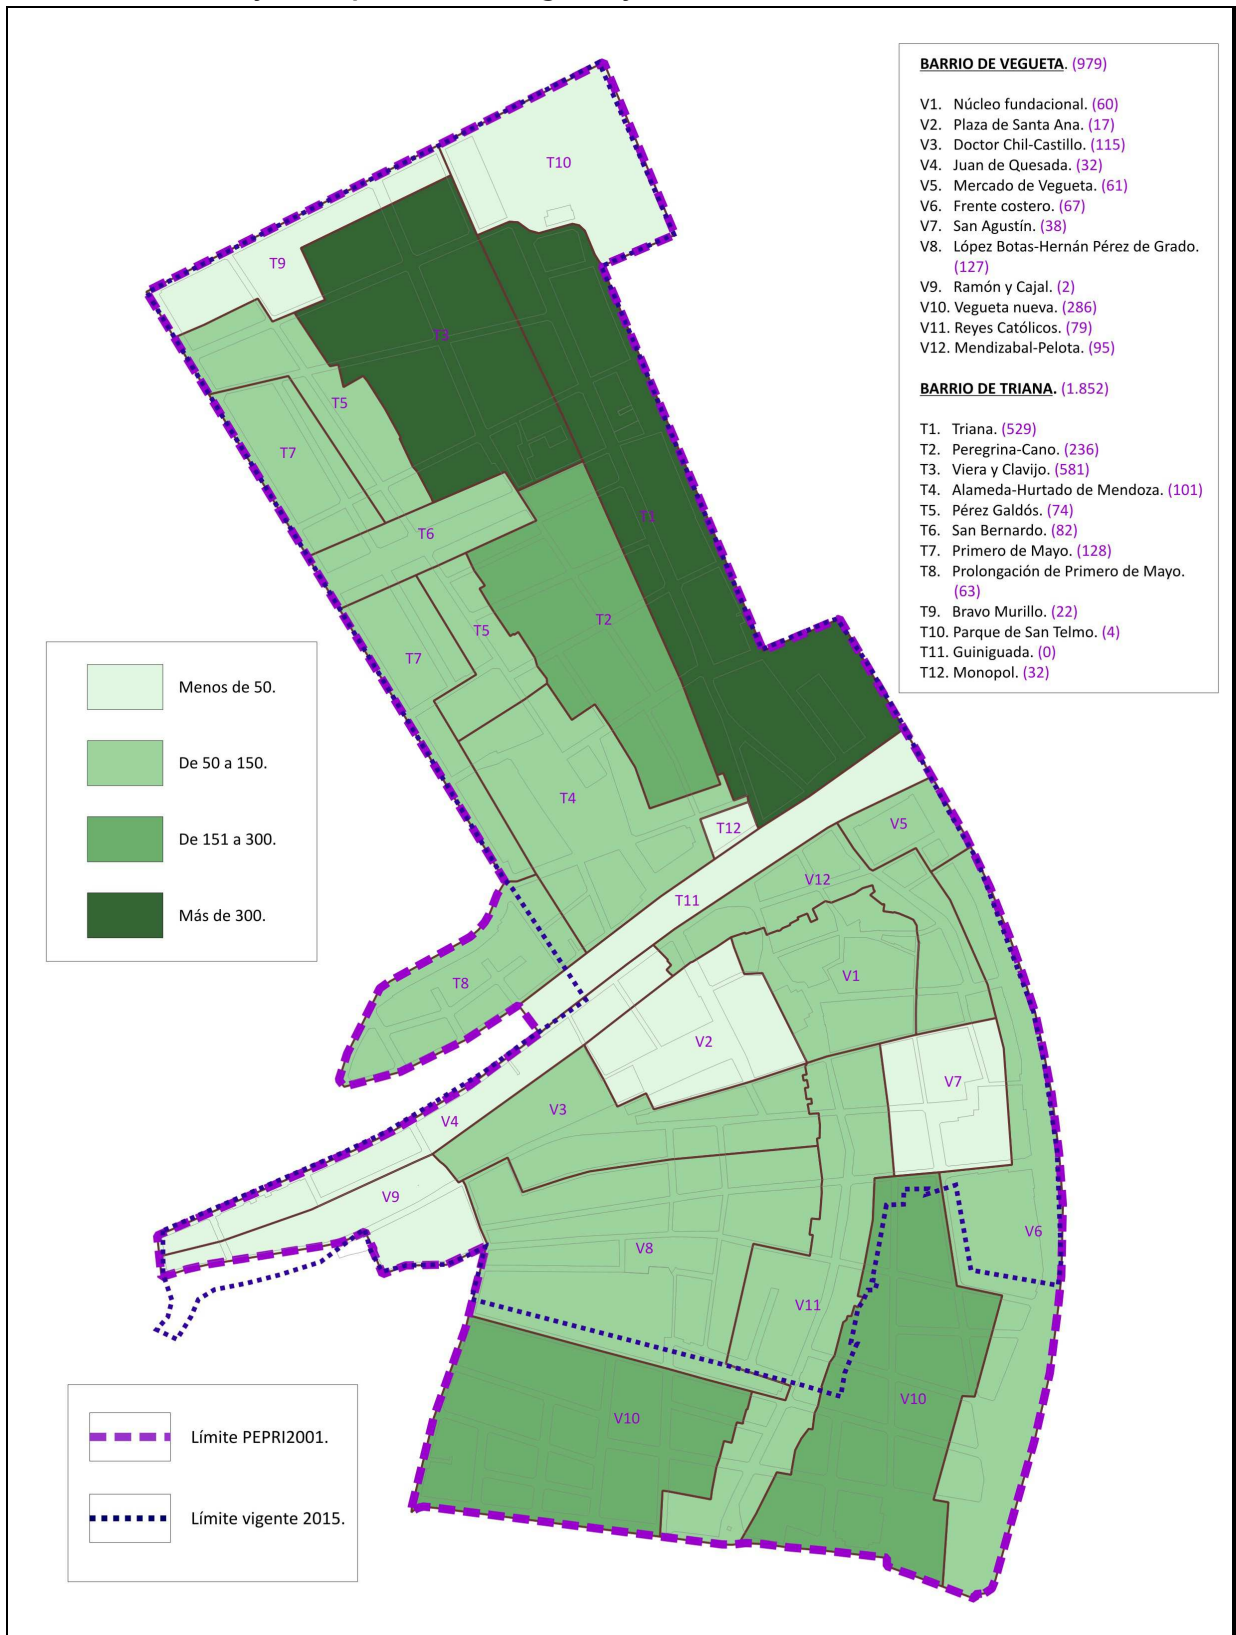 BARRIO DE VEGUETA. (979)
V1. Núcleo fundacional. (60)
V2. Plaza de Santa Ana. (17)
V3. Doctor Chil-Castillo. (115)
V4. Juan de Quesada. (32)
V5. Mercado de Vegueta. (61)
V6. Frente costero. (67)
V7. San Agustín. (38)
V8. López Botas-Hernán Pérez de Grado.
(127)
V9. Ramón y Cajal. (2)
V10. Vegueta nueva. (286)
V11. Reyes Católicos. (79)
V12. Mendizabal-Pelota. (95)
BARRIO DE TRIANA. (1.852)
T1. Triana. (529)
T2. Peregrina-Cano. (236)
T3. Viera y Clavijo. (581)
T4. Alameda-Hurtado de Mendoza. (101)
T5. Pérez Galdós. (74)
T6. San Bernardo. (82)
T7. Primero de Mayo. (128)
T8. Prolongación de Primero de Mayo.
(63)
T9. Bravo Murillo. (22)
T10. Parque de San Telmo. (4)
T11. Guiniguada. (0)
T12. Monopol. (32)
T10
T9
T3
T5
T7
T1
T6
T2
T5
T7
T4
T12
V5
V12
T11
V1
T8
V2
V7
V3
V4
V9
V6
V8
V11
V10
V10
Menos de 50.
De 50 a 150.
De 151 a 300.
Más de 300.
Límite PEPRI2001.
Límite vigente 2015.